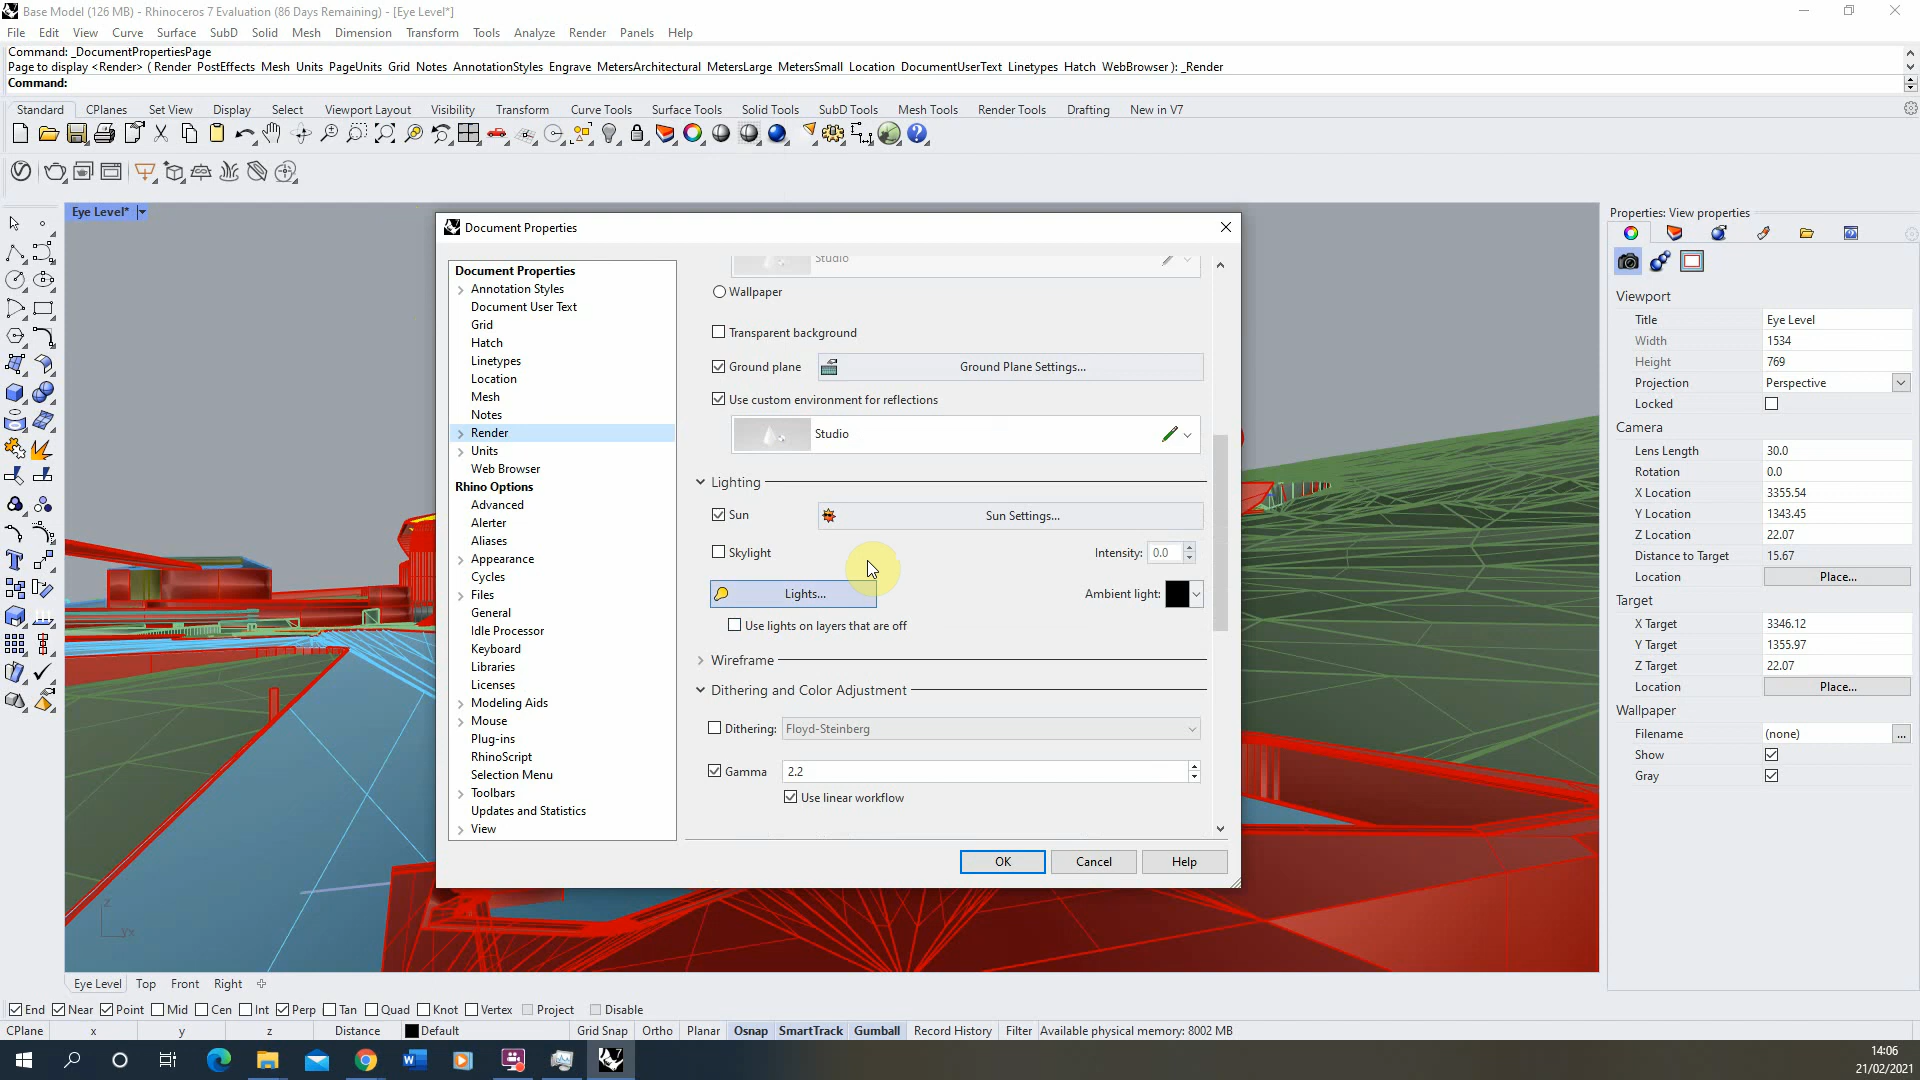 Base Model (126 MB) - Rhinoceros 7 Evaluation (86 Days Remaining) - [Eye Level*]
File Edit View Curve Surface SubD Solid Mesh Dimension Transform Tools Analyze Render Panels Help
Command: _DocumentPropertiesPage
Page to display <Render> ( Render PostEffects Mesh Units PageUnits Grid Notes AnnotationStyles Engrave MetersArchitectural MetersLarge MetersSmall Location DocumentUserText Linetypes Hatch WebBrowser ): _Render
Command:
Standard CPlanes Set View Display Select Viewport Layout Visibility Transform Curve Tools Surface Tools Solid Tools SubD Tools Mesh Tools Render Tools Drafting New in V7
Eye Level*
Document Properties
Document Properties
Annotation Styles
Document User Text
Grid
Hatch
Linetypes
Location
Mesh
Notes
Render
Units
Web Browser
Rhino Options
Advanced
Alerter
Aliases
Appearance
Cycles
Files
General
Idle Processor
Keyboard
Libraries
Licenses
Modeling Aids
Mouse
Plug-ins
RhinoScript
Selection Menu
Toolbars
Updates and Statistics
View
Studio
Wallpaper
Transparent background
Ground plane Ground Plane Settings...
Use custom environment for reflections
Studio
Lighting
Sun Sun Settings...
Skylight Intensity: 0.0
Lights... Ambient light:
Use lights on layers that are off
Wireframe
Dithering and Color Adjustment
Dithering: Floyd-Steinberg
Gamma 2.2
Use linear workflow
OK Cancel Help
Properties: View properties
Viewport
Title Eye Level
Width 1534
Height 769
Projection Perspective
Locked
Camera
Lens Length 30.0
Rotation 0.0
X Location 3355.54
Y Location 1343.45
Z Location 22.07
Distance to Target 15.67
Location Place...
Target
X Target 3346.12
Y Target 1355.97
Z Target 22.07
Location Place...
Wallpaper
Filename (none) ...
Show
Gray
z
yx
Eye Level Top Front Right
End Near Point Mid Cen Int Perp Tan Quad Knot Vertex Project Disable
CPlane x y z Distance Default Grid Snap Ortho Planar Osnap SmartTrack Gumball Record History Filter Available physical memory: 8002 MB
14:06
21/02/2021